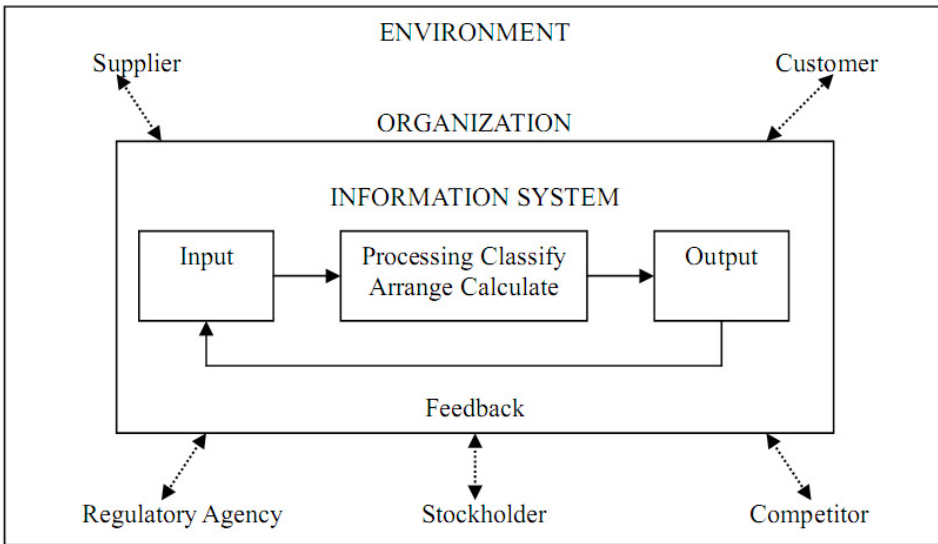 ENVIRONMENT
Supplier
Customer
ORGANIZATION
INFORMATION SYSTEM
Input
Processing Classify
Arrange Calculate
Output
Feedback
Regulatory Agency
Stockholder
Competitor